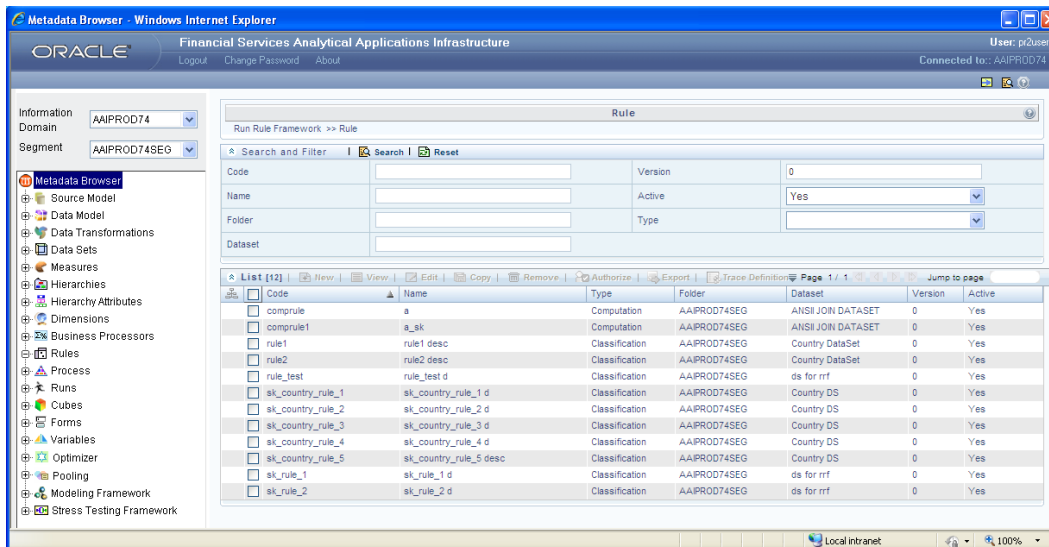 Metadata Browser - Windows Internet Explorer
ORACLE
Financial Services Analytical Applications Infrastructure
User: pr2user
Logout Change Password About
Connected to:: AAIPROD74
Information Domain AAIPROD74
Segment AAIPROD74SEG
Metadata Browser
Source Model
Data Model
Data Transformations
Data Sets
Measures
Hierarchies
Hierarchy Attributes
Dimensions
Business Processors
Rules
Process
Runs
Cubes
Forms
Variables
Optimizer
Pooling
Modeling Framework
Stress Testing Framework
Rule
Run Rule Framework >> Rule
Search and Filter | Search | Reset
Code Version 0
Name Active Yes
Folder Type
Dataset
List [12] | New | View | Edit | Copy | Remove | Authorize | Export | Trace Definition Page 1 / 1 Jump to page
Code Name Type Folder Dataset Version Active
comprule a Computation AAIPROD74SEG ANSII JOIN DATASET 0 Yes
comprule1 a_sk Computation AAIPROD74SEG ANSII JOIN DATASET 0 Yes
rule1 rule1 desc Classification AAIPROD74SEG Country DataSet 0 Yes
rule2 rule2 desc Classification AAIPROD74SEG Country DataSet 0 Yes
rule_test rule_test d Classification AAIPROD74SEG ds for rrf 0 Yes
sk_country_rule_1 sk_country_rule_1 d Classification AAIPROD74SEG Country DS 0 Yes
sk_country_rule_2 sk_country_rule_2 d Classification AAIPROD74SEG Country DS 0 Yes
sk_country_rule_3 sk_country_rule_3 d Classification AAIPROD74SEG Country DS 0 Yes
sk_country_rule_4 sk_country_rule_4 d Classification AAIPROD74SEG Country DS 0 Yes
sk_country_rule_5 sk_country_rule_5 desc Classification AAIPROD74SEG Country DS 0 Yes
sk_rule_1 sk_rule_1 d Classification AAIPROD74SEG ds for rrf 0 Yes
sk_rule_2 sk_rule_2 d Classification AAIPROD74SEG ds for rrf 0 Yes
Local intranet 100%